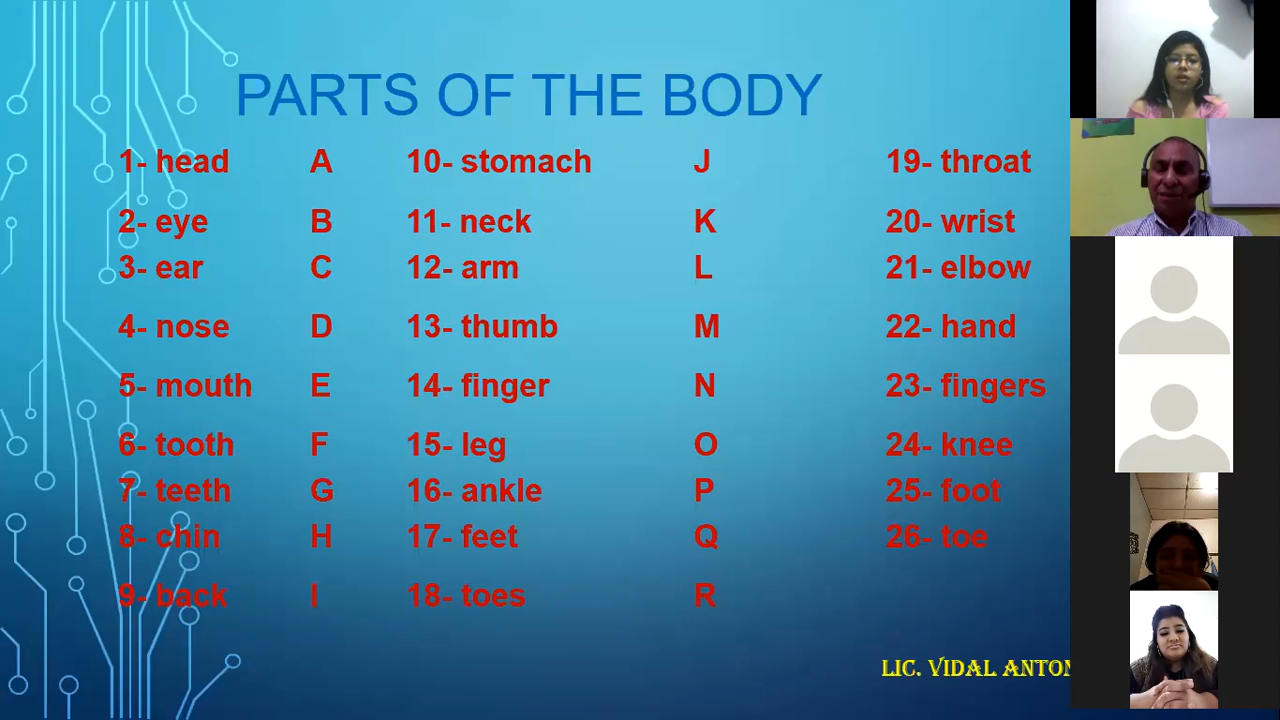 PARTS OF THE BODY
1- head A 10- stomach J 19- throat
2- eye B 11- neck K 20- wrist
3- ear C 12- arm L 21- elbow
4- nose D 13- thumb M 22- hand
5- mouth E 14- finger N 23- fingers
6- tooth F 15- leg O 24- knee
7- teeth G 16- ankle P 25- foot
8- chin H 17- feet Q 26- toe
9- back I 18- toes R
LIC. VIDAL